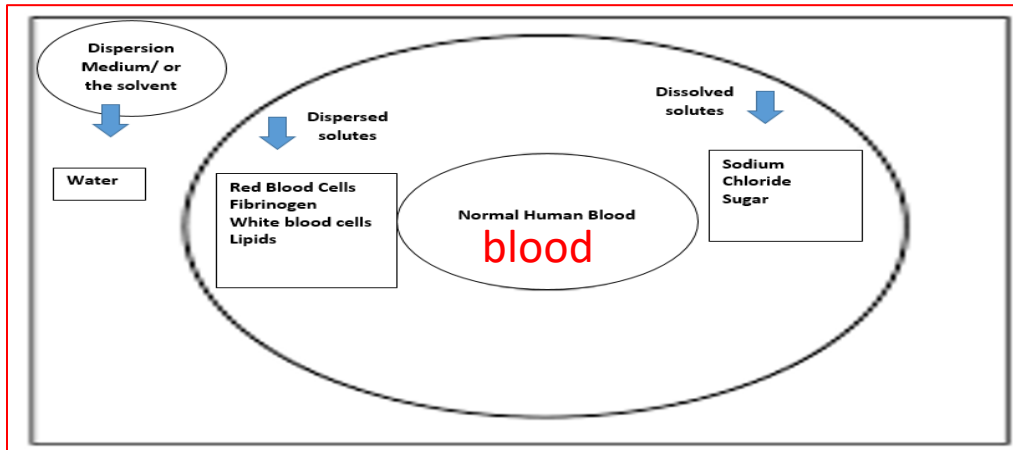 Dispersion
Medium/ or
the solvent
Water
Dispersed
solutes
Red Blood Cells
Fibrinogen
White blood cells
Lipids
Normal Human Blood
blood
Dissolved
solutes
Sodium
Chloride
Sugar